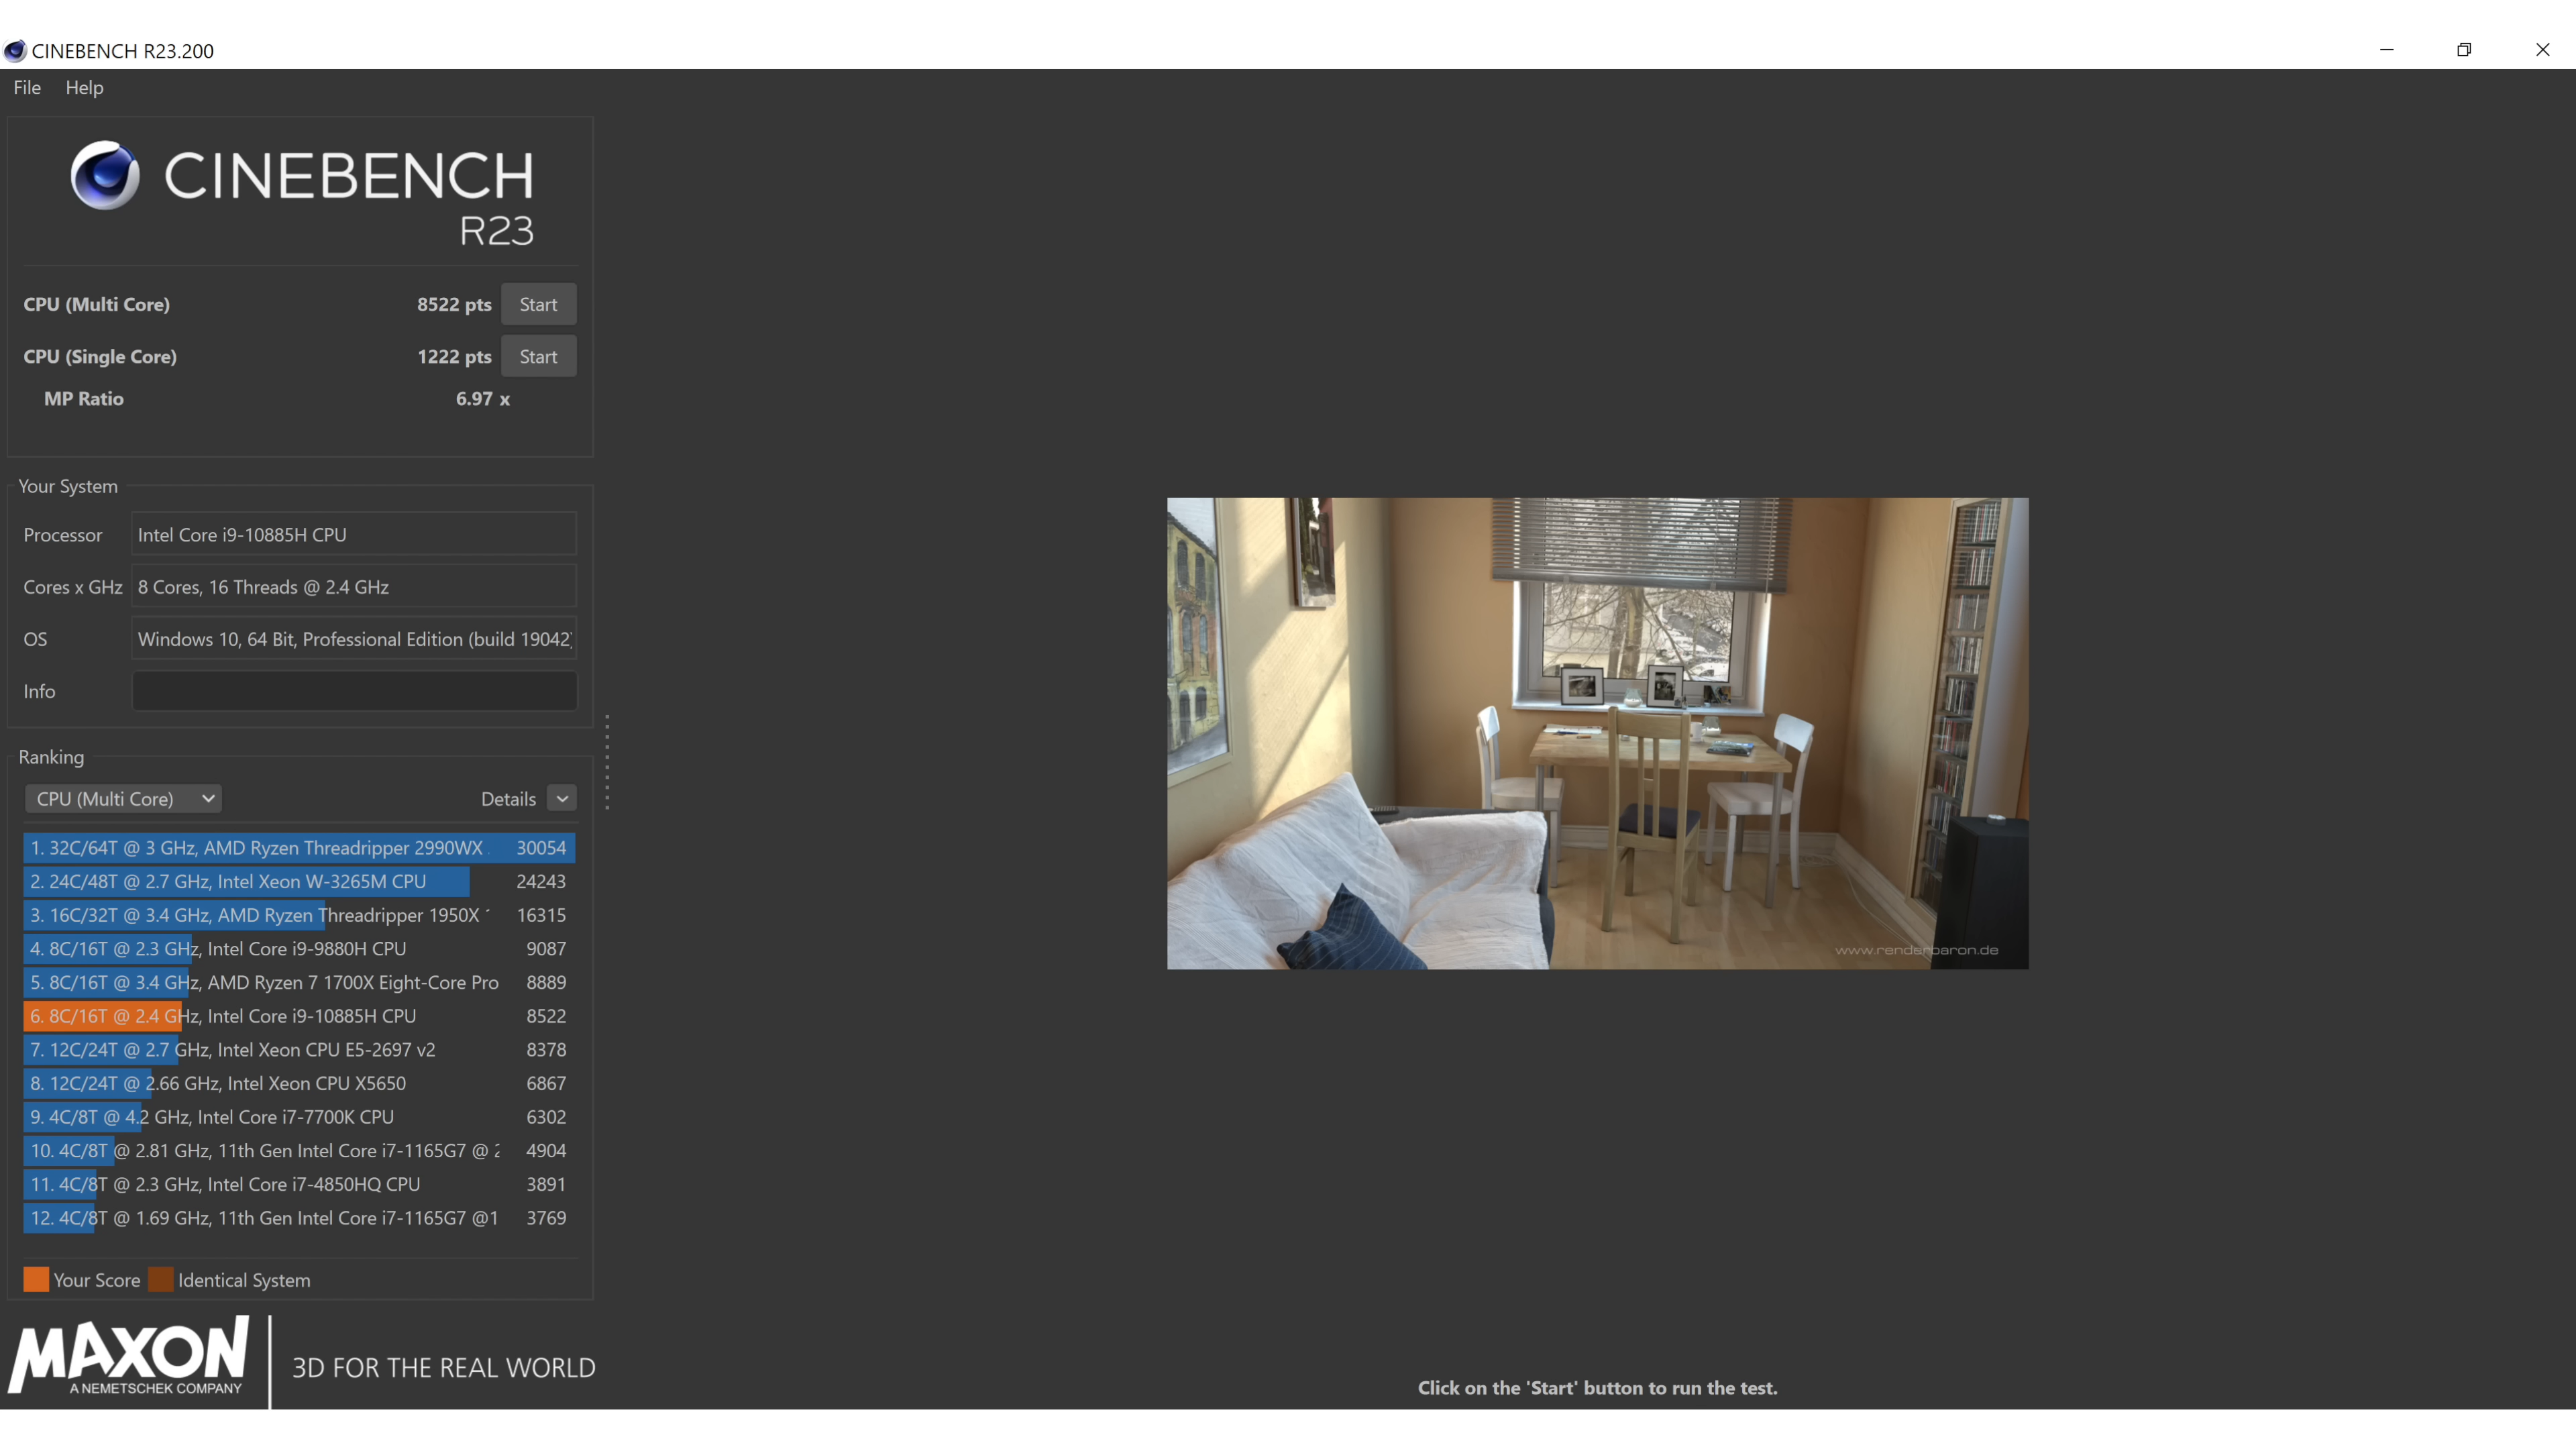 CINEBENCH R23.200
File Help
CINEBENCH
R23
CPU (Multi Core) 8522 pts Start
CPU (Single Core) 1222 pts Start
MP Ratio 6.97 x
Your System
Processor Intel Core i9-10885H CPU
Cores x GHz 8 Cores, 16 Threads @ 2.4 GHz
OS Windows 10, 64 Bit, Professional Edition (build 19042)
Info
Ranking
CPU (Multi Core) Details
1. 32C/64T @ 3 GHz, AMD Ryzen Threadripper 2990WX 30054
2. 24C/48T @ 2.7 GHz, Intel Xeon W-3265M CPU 24243
3. 16C/32T @ 3.4 GHz, AMD Ryzen Threadripper 1950X 16315
4. 8C/16T @ 2.3 GHz, Intel Core i9-9880H CPU 9087
5. 8C/16T @ 3.4 GHz, AMD Ryzen 7 1700X Eight-Core Pro 8889
6. 8C/16T @ 2.4 GHz, Intel Core i9-10885H CPU 8522
7. 12C/24T @ 2.7 GHz, Intel Xeon CPU E5-2697 v2 8378
8. 12C/24T @ 2.66 GHz, Intel Xeon CPU X5650 6867
9. 4C/8T @ 4.2 GHz, Intel Core i7-7700K CPU 6302
10. 4C/8T @ 2.81 GHz, 11th Gen Intel Core i7-1165G7 @ 4904
11. 4C/8T @ 2.3 GHz, Intel Core i7-4850HQ CPU 3891
12. 4C/8T @ 1.69 GHz, 11th Gen Intel Core i7-1165G7 @1 3769
Your Score Identical System
MAXON
A NEMETSCHEK COMPANY
3D FOR THE REAL WORLD
www.renderbaron.de
Click on the 'Start' button to run the test.